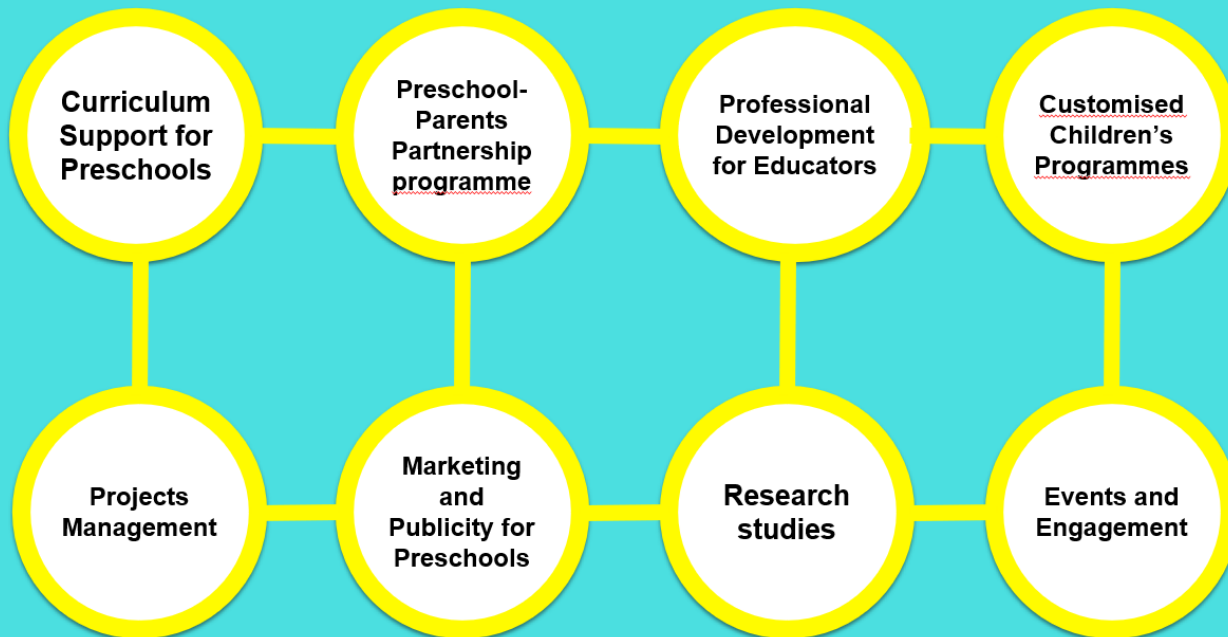 Curriculum
Support for
Preschools
Preschool-
Parents
Partnership
programme
Professional
Development
for Educators
Customised
Children’s
Programmes
Projects
Management
Marketing
and
Publicity for
Preschools
Research
studies
Events and
Engagement